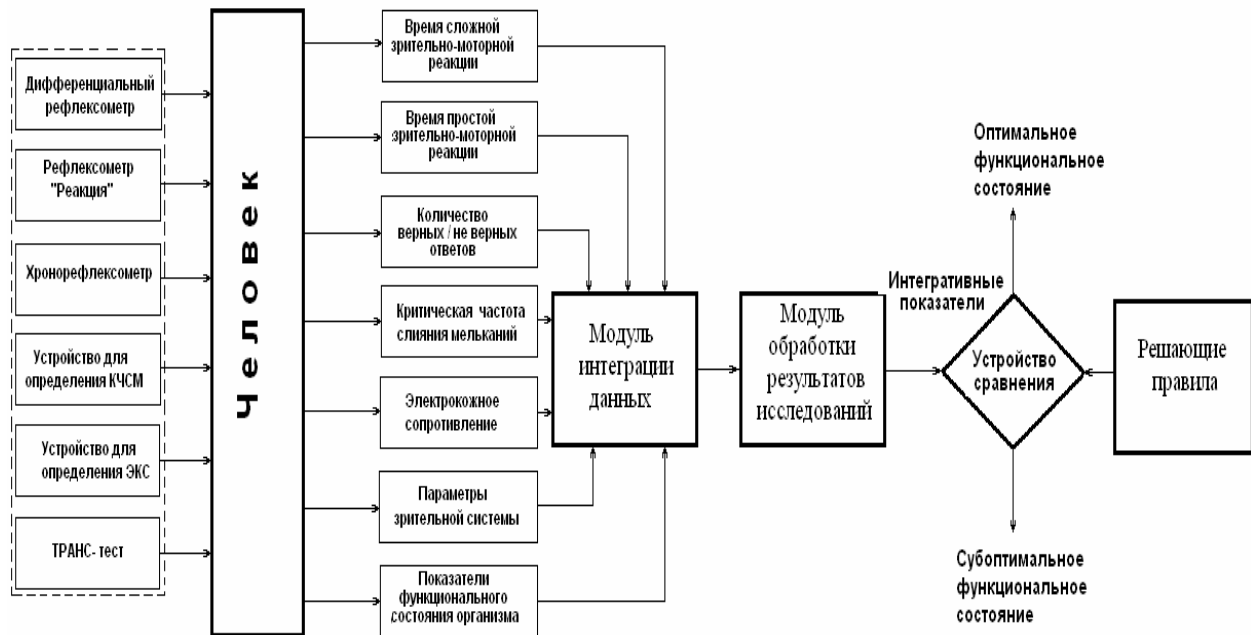 Дифференциальный
рефлексометр
Рефлексометр
"Реакция"
Хронорефлексометр
Устройство для
определения КЧСМ
Устройство для
определения ЭКС
ТРАНС- тест
Человек
Время сложной
зрительно-моторной
реакции
Время простой
зрительно-моторной
реакции
Количество
верных / не верных
ответов
Критическая частота
слияния мельканий
Электрокожное
сопротивление
Параметры
зрительной системы
Показатели
функционального
состояния организма
Модуль
интеграции
данных
Модуль
обработки
результатов
исследований
Интегративные
показатели
Оптимальное
функциональное
состояние
Устройство
сравнения
Субоптимальное
функциональное
состояние
Решающие
правила